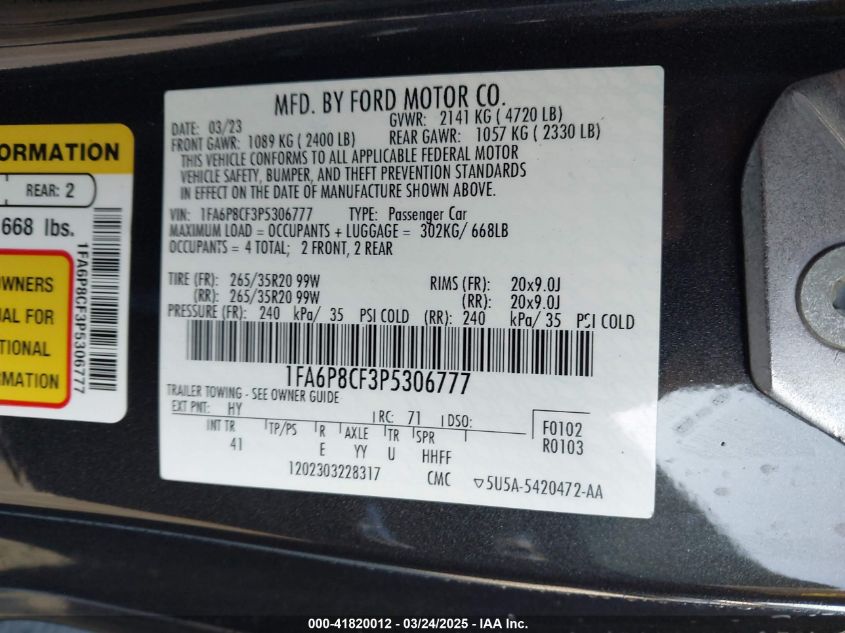 ORMATION
REAR: 2
668 lbs.
1FA6P8CF3P5306777
OWNERS
UAL FOR
TIONAL
RMATION
MFD. BY FORD MOTOR CO.
DATE: 03/23 GVWR: 2141 KG ( 4720 LB)
FRONT GAWR: 1089 KG ( 2400 LB) REAR GAWR: 1057 KG ( 2330 LB)
THIS VEHICLE CONFORMS TO ALL APPLICABLE FEDERAL MOTOR
VEHICLE SAFETY, BUMPER, AND THEFT PREVENTION STANDARDS
IN EFFECT ON THE DATE OF MANUFACTURE SHOWN ABOVE.
VIN: 1FA6P8CF3P5306777 TYPE: Passenger Car
MAXIMUM LOAD = OCCUPANTS + LUGGAGE = 302KG/ 668LB
OCCUPANTS = 4 TOTAL; 2 FRONT, 2 REAR
TIRE (FR): 265/35R20 99W RIMS (FR): 20x9.0J
(RR): 265/35R20 99W (RR): 20x9.0J
PRESSURE (FR): 240 kPa/ 35 PSI COLD (RR): 240 kPa/ 35 PSI COLD
1FA6P8CF3P5306777
TRAILER TOWING - SEE OWNER GUIDE
EXT PNT: HY RC: 71 DSO: F0102
INT TR TP/PS R AXLE TR SPR R0103
41 E YY U HHFF
1202303228317 CMC ▽5U5A-5420472-AA
000-41820012 - 03/24/2025 - IAA Inc.